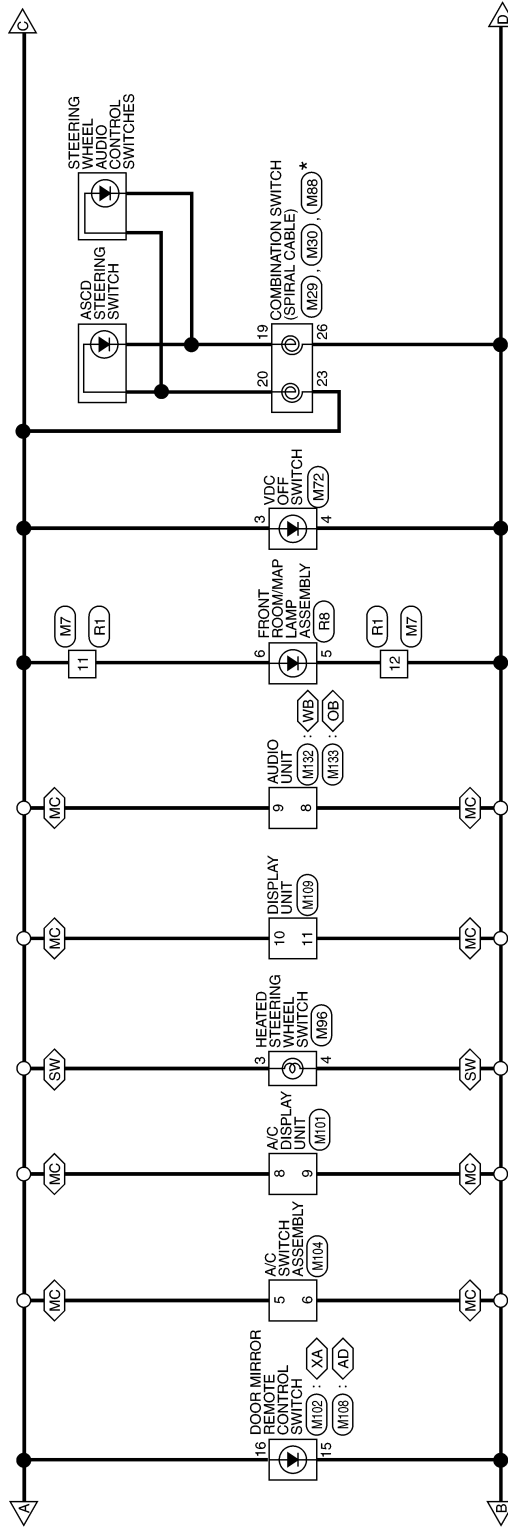 A
C
MC
MC
SW
MC
MC
11
M7
R1
16
15
DOOR MIRROR
REMOTE
CONTROL
SWITCH
M102 : XA
M108 : AD
5
6
A/C
SWITCH
ASSEMBLY
M104
8
9
A/C
DISPLAY
UNIT
M101
3
4
HEATED
STEERING
WHEEL
SWITCH
M96
10
11
DISPLAY
UNIT
M109
9
8
AUDIO
UNIT
M132 : WB
M133 : OB
6
5
FRONT
ROOM/MAP
LAMP
ASSEMBLY
R8
3
4
VDC
OFF
SWITCH
M72
ASCD
STEERING
SWITCH
STEERING
WHEEL
AUDIO
CONTROL
SWITCHES
20
19
23
26
COMBINATION SWITCH
(SPIRAL CABLE)
M29 , M30 , M88 *
MC
MC
SW
MC
MC
12
R1
M7
B
D